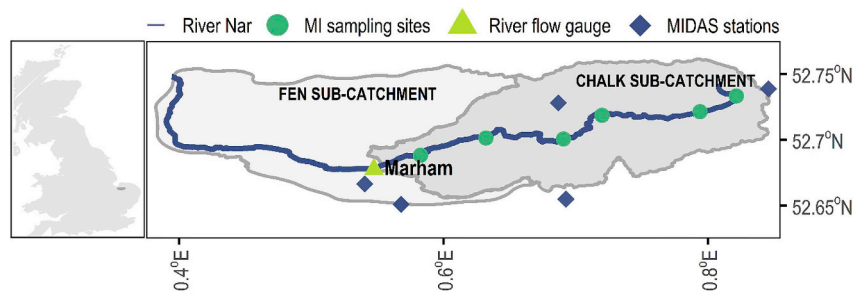 River Nar MI sampling sites River flow gauge MIDAS stations
CHALK SUB-CATCHMENT
FEN SUB-CATCHMENT
Marham
52.75°N
52.7°N
52.65°N
0.4°E
0.6°E
0.8°E